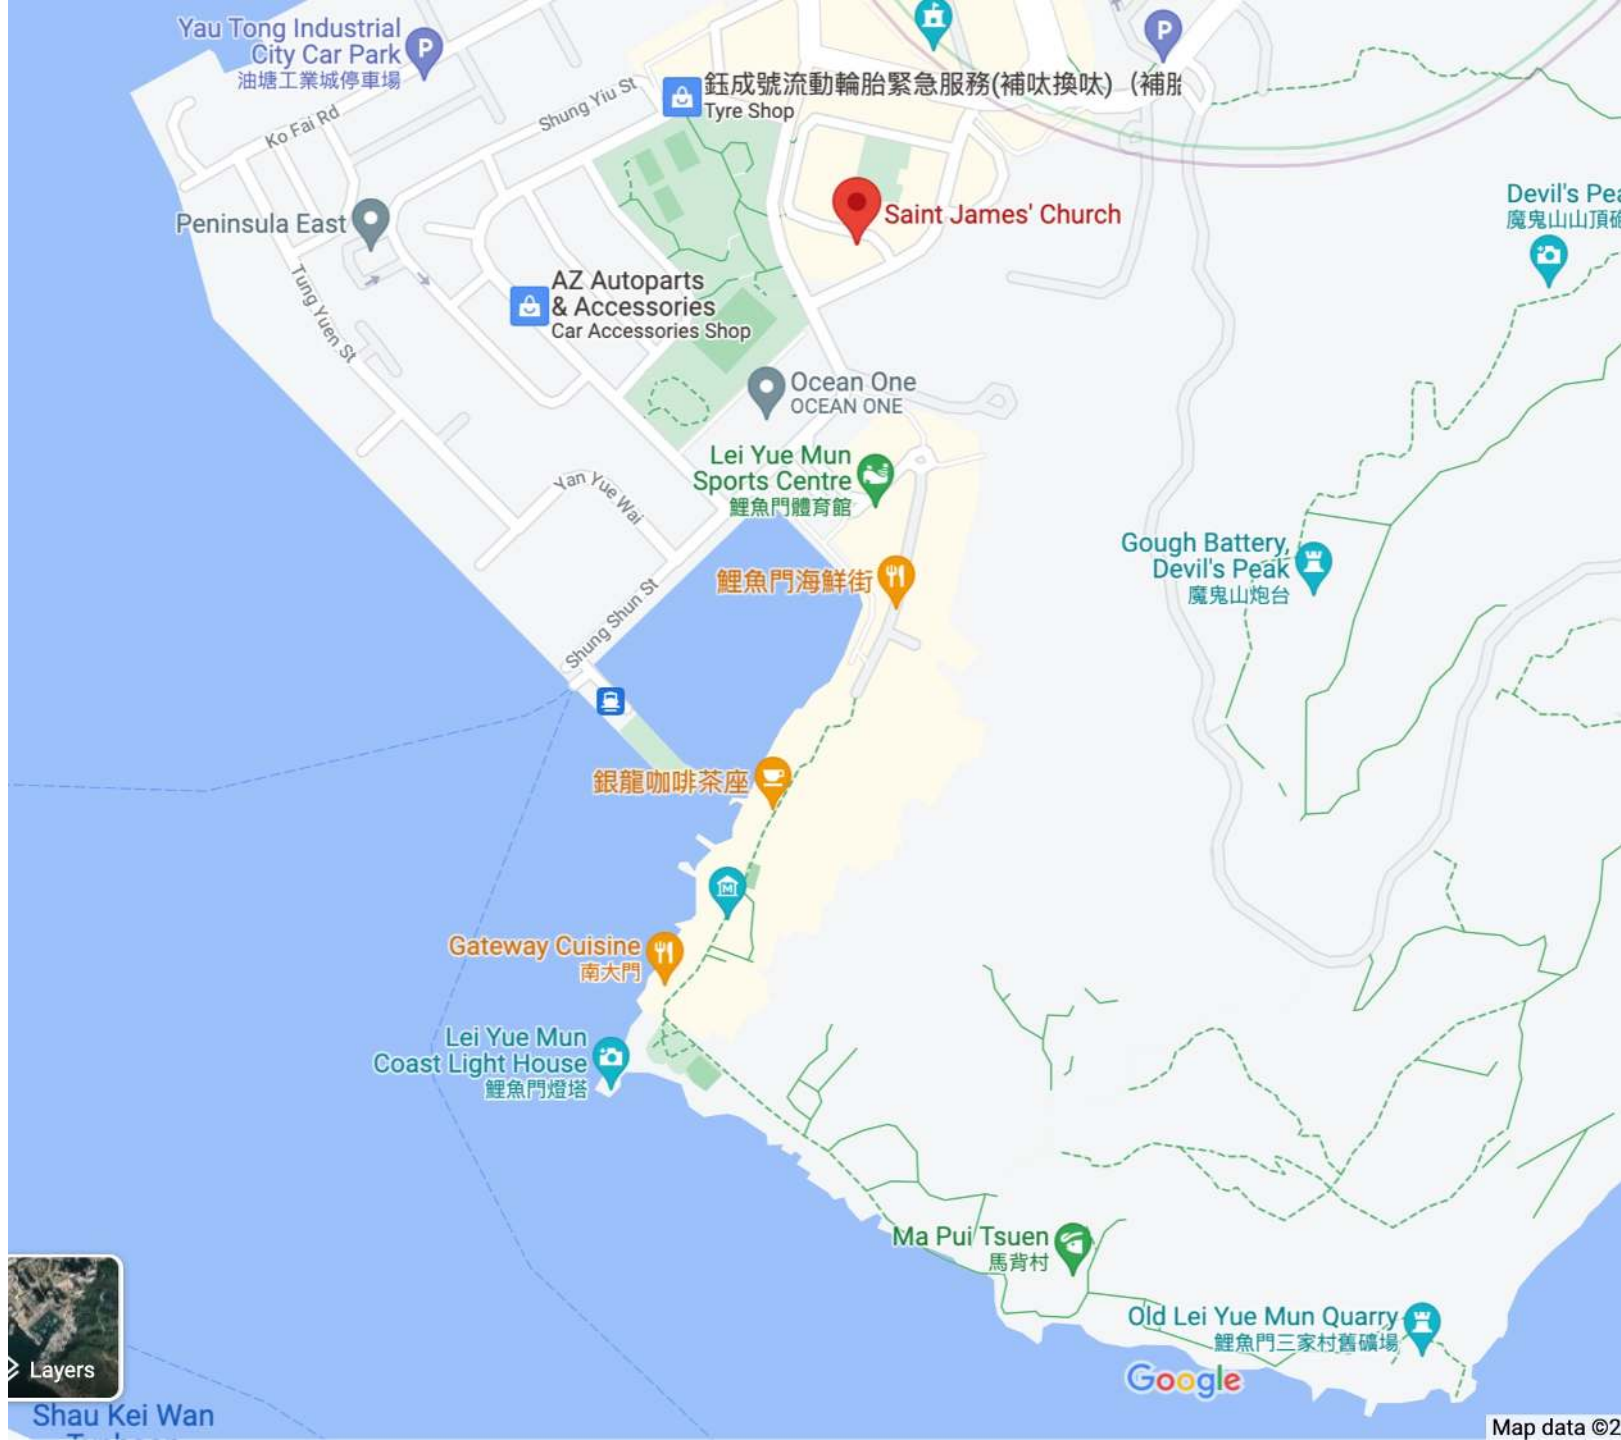 Yau Tong Industrial
City Car Park
油塘工業城停車場
P
P
鈺成號流動輪胎緊急服務(補呔換呔)（補胎
Tyre Shop
Shung Yiu St
Ko Fai Rd
Saint James' Church
Devil's Pea
魔鬼山山頂碉
Peninsula East
AZ Autoparts
& Accessories
Car Accessories Shop
Tung Yuen St
Ocean One
OCEAN ONE
Lei Yue Mun
Sports Centre
鯉魚門體育館
Yan Yue Wai
Gough Battery,
Devil's Peak
魔鬼山炮台
鯉魚門海鮮街
Shung Shun St
銀龍咖啡茶座
M
Gateway Cuisine
南大門
Lei Yue Mun
Coast Light House
鯉魚門燈塔
Ma Pui Tsuen
馬背村
Old Lei Yue Mun Quarry
鯉魚門三家村舊礦場
Google
Layers
Shau Kei Wan
Map data ©2